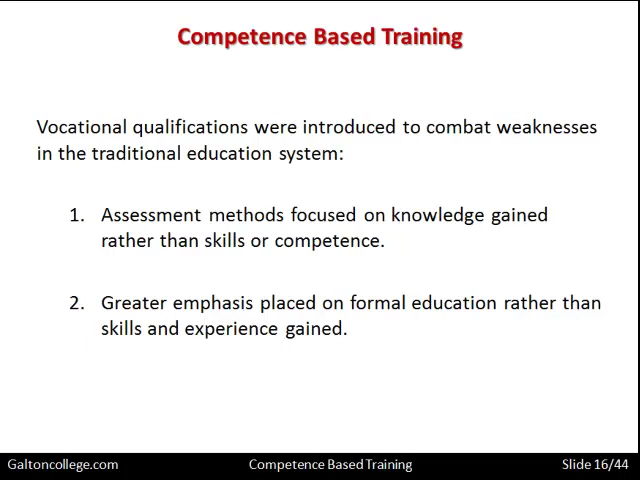 Competence Based Training
Vocational qualifications were introduced to combat weaknesses
in the traditional education system:
1. Assessment methods focused on knowledge gained
rather than skills or competence.
2. Greater emphasis placed on formal education rather than
skills and experience gained.
Galtoncollege.com Competence Based Training Slide 16/44